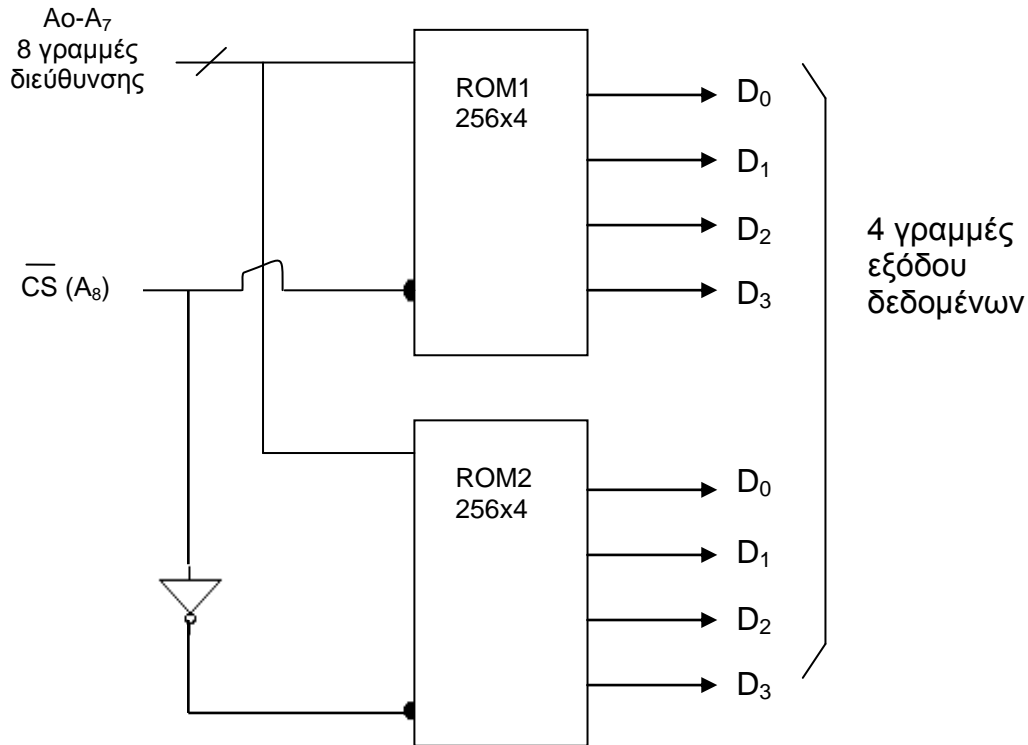 Ao-A₇
8 γραμμές
διεύθυνσης
ROM1
256x4
D₀
D₁
D₂
D₃
4 γραμμές
εξόδου
δεδομένων
C̅S̅ (A₈)
ROM2
256x4
D₀
D₁
D₂
D₃